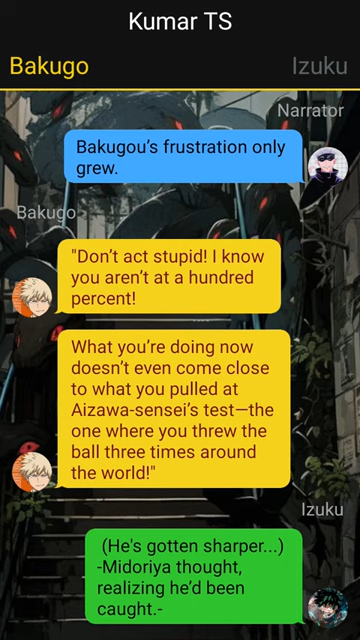 Kumar TS
Bakugo
Izuku
Narrator
Bakugou’s frustration only
grew.
Bakugo
"Don’t act stupid! I know
you aren’t at a hundred
percent!
What you’re doing now
doesn’t even come close
to what you pulled at
Aizawa-sensei’s test—the
one where you threw the
ball three times around
the world!"
Izuku
(He's gotten sharper...)
-Midoriya thought,
realizing he’d been
caught.-